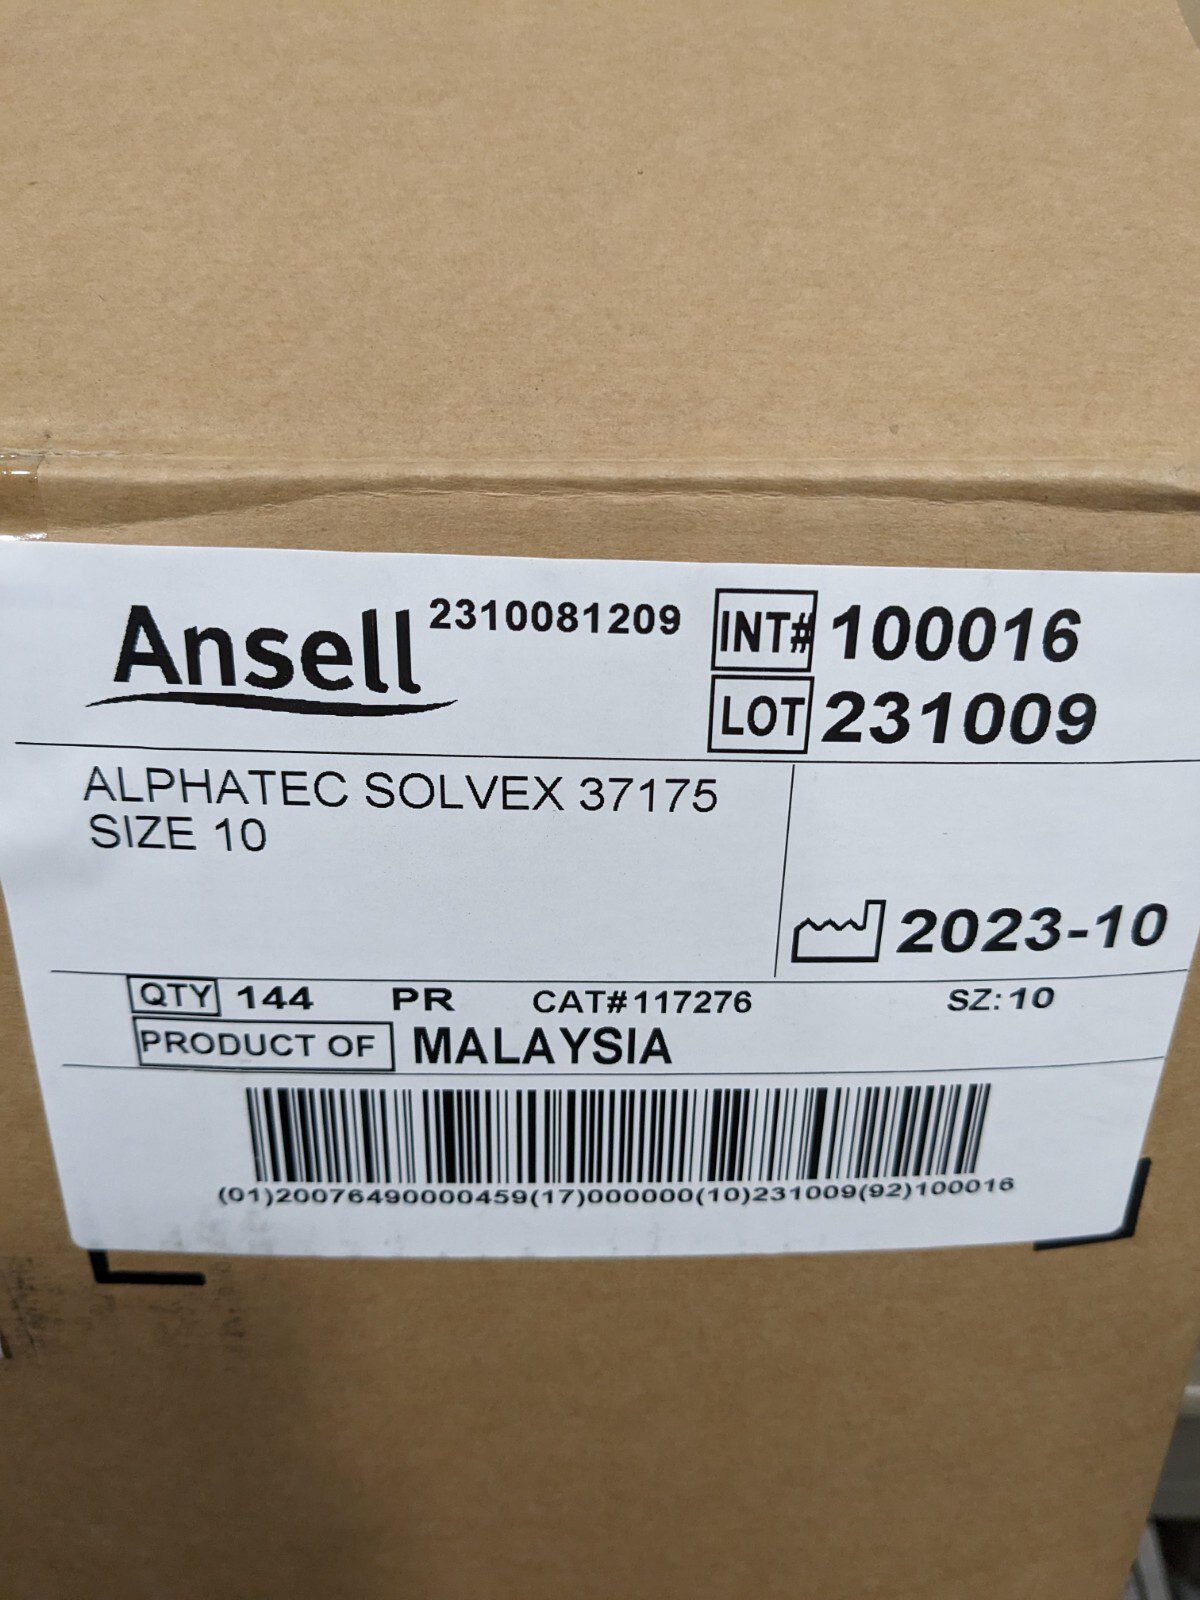 Ansell 2310081209
INT# 100016
LOT 231009
ALPHATEC SOLVEX 37175
SIZE 10
2023-10
QTY 144 PR CAT#117276 SZ:10
PRODUCT OF MALAYSIA
(01)20076490000459(17)000000(10)231009(92)100016